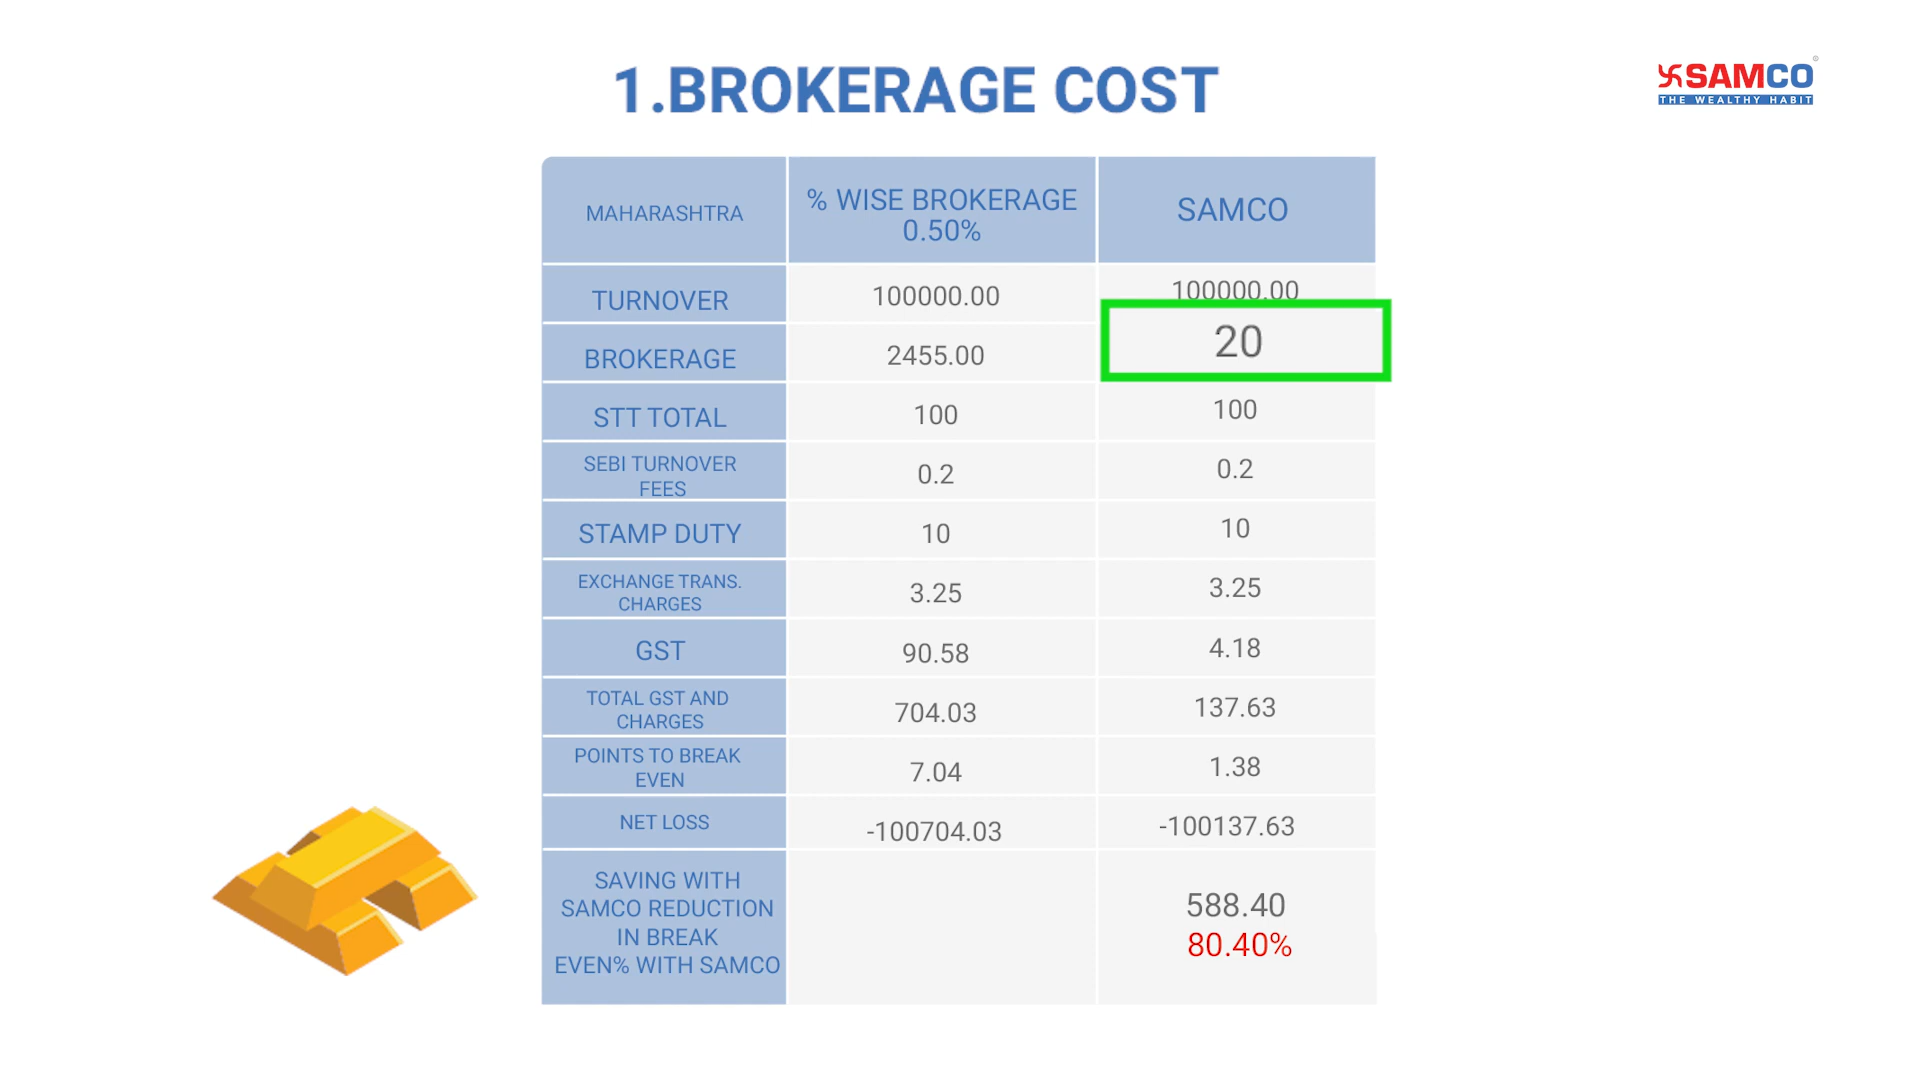 1.BROKERAGE COST
SAMCO
THE WEALTHY HABIT
MAHARASHTRA
% WISE BROKERAGE
0.50%
SAMCO
TURNOVER
100000.00
100000.00
BROKERAGE
2455.00
20
STT TOTAL
100
100
SEBI TURNOVER
FEES
0.2
0.2
STAMP DUTY
10
10
EXCHANGE TRANS.
CHARGES
3.25
3.25
GST
90.58
4.18
TOTAL GST AND
CHARGES
704.03
137.63
POINTS TO BREAK
EVEN
7.04
1.38
NET LOSS
-100704.03
-100137.63
SAVING WITH
SAMCO REDUCTION
IN BREAK
EVEN% WITH SAMCO
588.40
80.40%